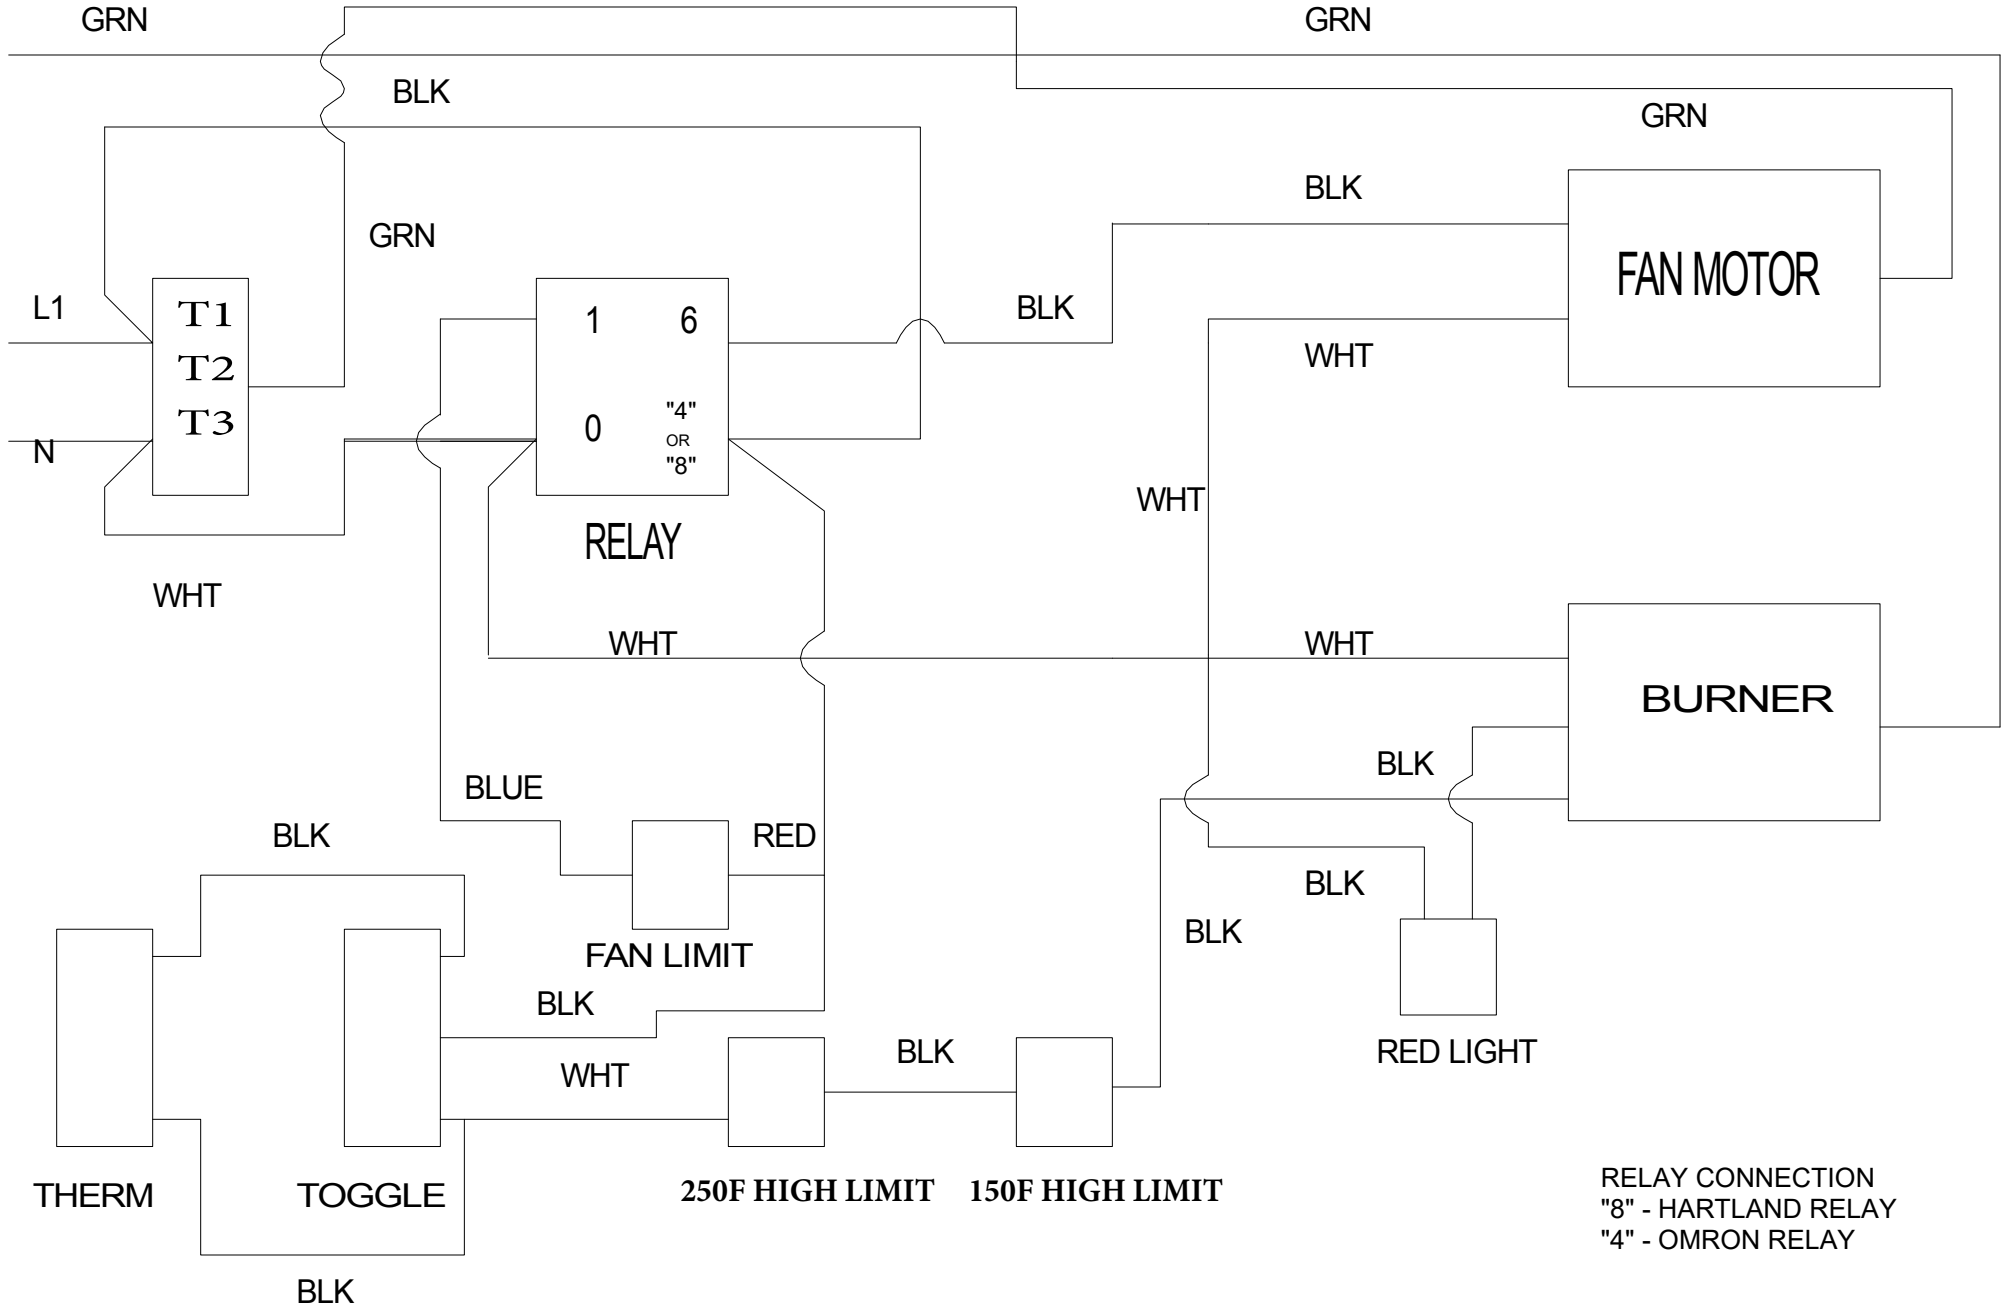 GRN
GRN
BLK
GRN
BLK
GRN
FAN MOTOR
L1
T1
1
6
BLK
T2
WHT
T3
0
"4"
OR
"8"
N
WHT
RELAY
WHT
WHT
WHT
BURNER
BLK
BLUE
BLK
RED
BLK
BLK
FAN LIMIT
BLK
BLK
RED LIGHT
WHT
THERM
TOGGLE
250F HIGH LIMIT
150F HIGH LIMIT
RELAY CONNECTION
"8" - HARTLAND RELAY
"4" - OMRON RELAY
BLK